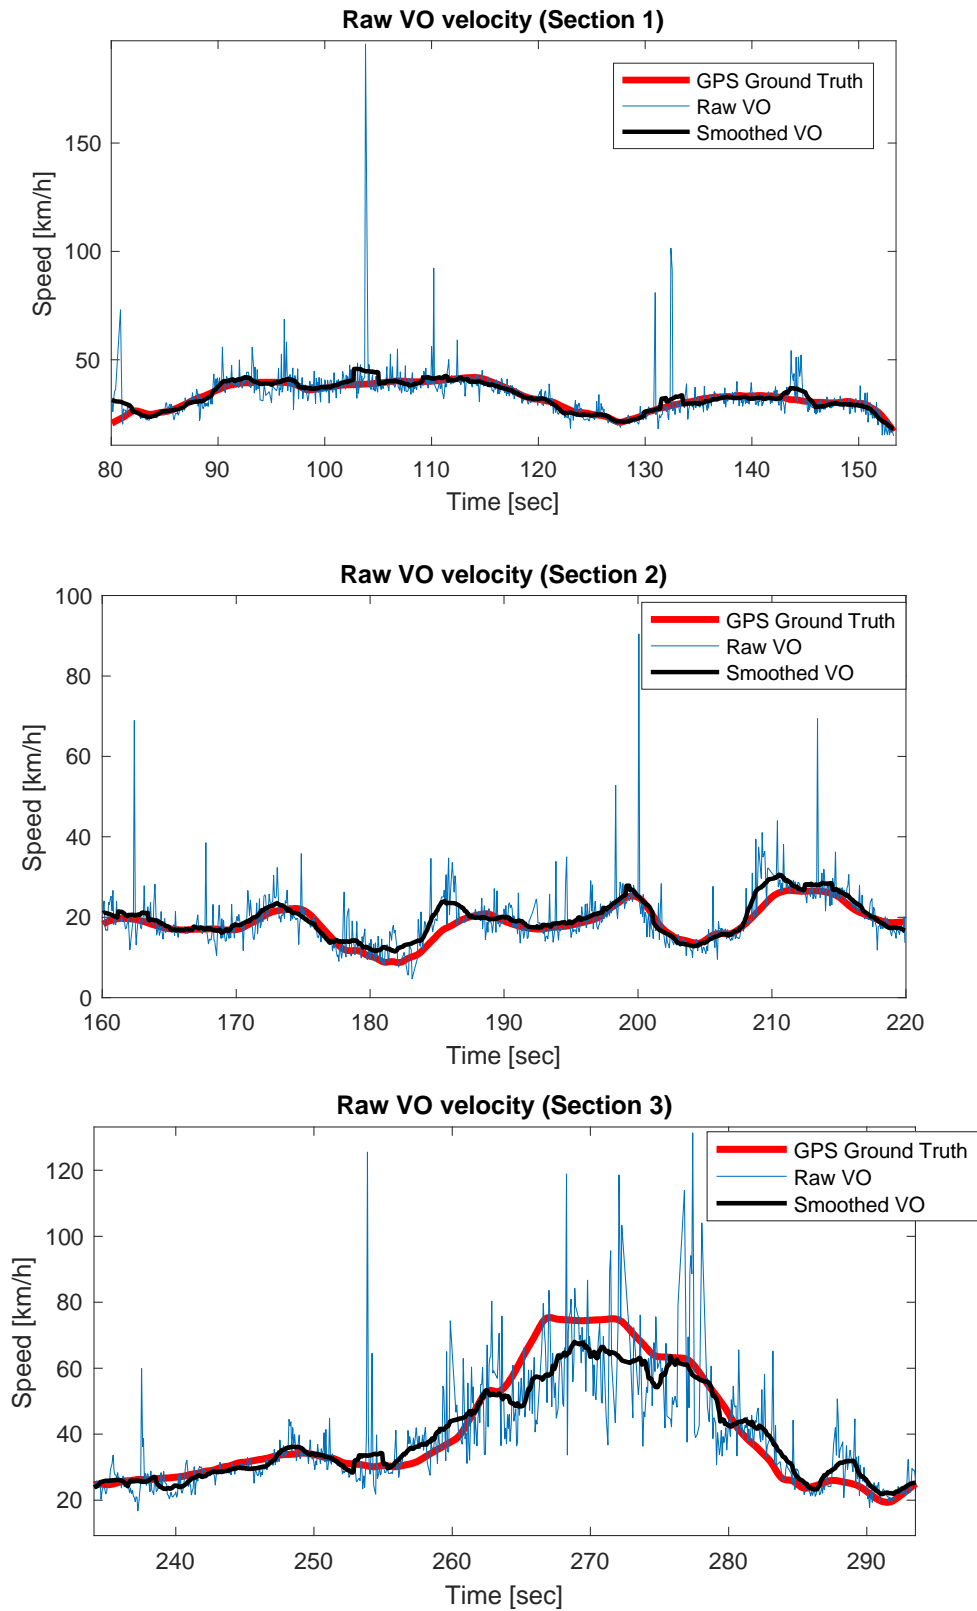 Raw VO velocity (Section 1)
GPS Ground Truth
Raw VO
Smoothed VO
150
100
50
Speed [km/h]
80 90 100 110 120 130 140 150
Time [sec]
Raw VO velocity (Section 2)
GPS Ground Truth
Raw VO
Smoothed VO
100
80
60
40
20
0
Speed [km/h]
160 170 180 190 200 210 220
Time [sec]
Raw VO velocity (Section 3)
GPS Ground Truth
Raw VO
Smoothed VO
120
100
80
60
40
20
Speed [km/h]
240 250 260 270 280 290
Time [sec]